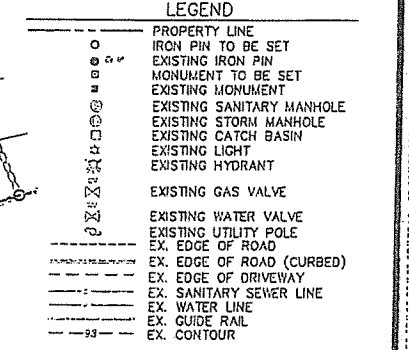 LEGEND
PROPERTY LINE
IRON PIN TO BE SET
EXISTING IRON PIN
MONUMENT TO BE SET
EXISTING MONUMENT
EXISTING SANITARY MANHOLE
EXISTING STORM MANHOLE
EXISTING CATCH BASIN
EXISTING LIGHT
EXISTING HYDRANT
EXISTING GAS VALVE
EXISTING WATER VALVE
EXISTING UTILITY POLE
EX. EDGE OF ROAD
EX. EDGE OF ROAD (CURBED)
EX. EDGE OF DRIVEWAY
EX. SANITARY SEWER LINE
EX. WATER LINE
EX. GUIDE RAIL
93 EX. CONTOUR